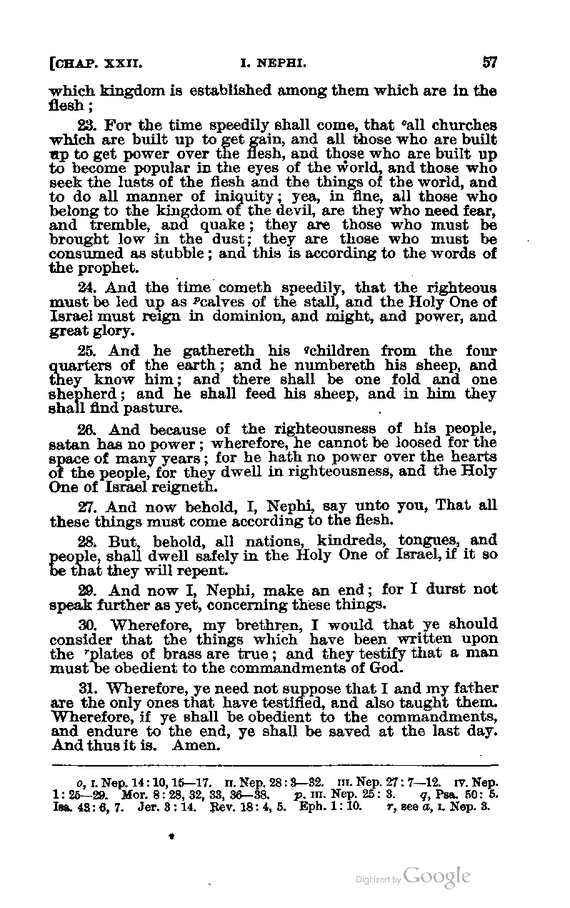 [CHAP. XXII. I. NEPHI. 57
which kingdom is established among them which are in the
flesh;
23. For the time speedily shall come, that ᵒall churches
which are built up to get gain, and all those who are built
up to get power over the flesh, and those who are built up
to become popular in the eyes of the world, and those who
seek the lusts of the flesh and the things of the world, and
to do all manner of iniquity; yea, in fine, all those who
belong to the kingdom of the devil, are they who need fear,
and tremble, and quake; they are those who must be
brought low in the dust; they are those who must be
consumed as stubble; and this is according to the words of
the prophet.
24. And the time cometh speedily, that the righteous
must be led up as ᵖcalves of the stall, and the Holy One of
Israel must reign in dominion, and might, and power, and
great glory.
25. And he gathereth his qchildren from the four
quarters of the earth; and he numbereth his sheep, and
they know him; and there shall be one fold and one
shepherd; and he shall feed his sheep, and in him they
shall find pasture.
26. And because of the righteousness of his people,
satan has no power; wherefore, he cannot be loosed for the
space of many years; for he hath no power over the hearts
of the people, for they dwell in righteousness, and the Holy
One of Israel reigneth.
27. And now behold, I, Nephi, say unto you, That all
these things must come according to the flesh.
28. But, behold, all nations, kindreds, tongues, and
people, shall dwell safely in the Holy One of Israel, if it so
be that they will repent.
29. And now I, Nephi, make an end; for I durst not
speak further as yet, concerning these things.
30. Wherefore, my brethren, I would that ye should
consider that the things which have been written upon
the ʳplates of brass are true; and they testify that a man
must be obedient to the commandments of God.
31. Wherefore, ye need not suppose that I and my father
are the only ones that have testified, and also taught them.
Wherefore, if ye shall be obedient to the commandments,
and endure to the end, ye shall be saved at the last day.
And thus it is. Amen.
o, I. Nep. 14:10, 15—17. II. Nep. 28:3—32. III. Nep. 27:7—12. IV. Nep.
1:25—29. Mor. 8:28, 32, 33, 36—38. p. III. Nep. 25:3. q, Psa. 50:5.
Isa. 43:6, 7. Jer. 3:14. Rev. 18:4, 5. Eph. 1:10. r, see a, I. Nep. 3.
Digitized by Google